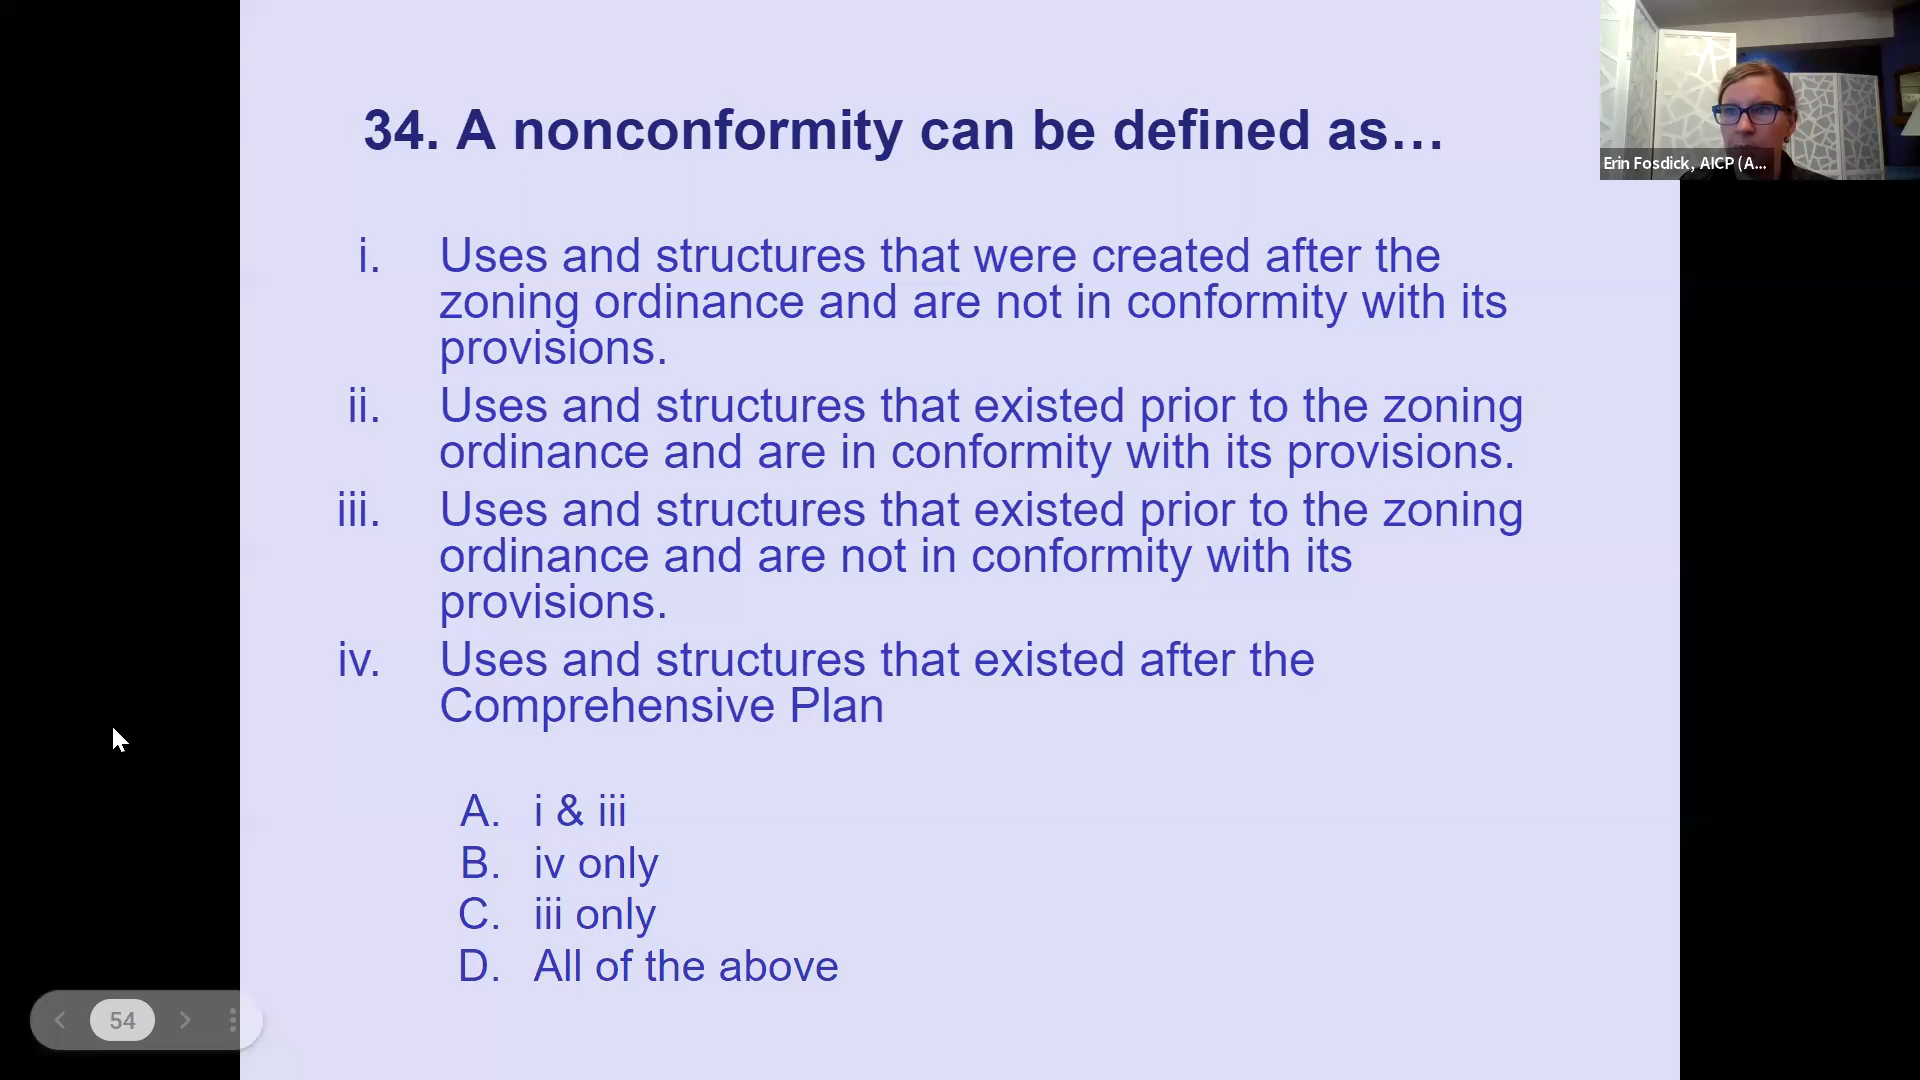 34. A nonconformity can be defined as…
Erin Fosdick, AICP (A...
i. Uses and structures that were created after the
zoning ordinance and are not in conformity with its
provisions.
ii. Uses and structures that existed prior to the zoning
ordinance and are in conformity with its provisions.
iii. Uses and structures that existed prior to the zoning
ordinance and are not in conformity with its
provisions.
iv. Uses and structures that existed after the
Comprehensive Plan
A. i & iii
B. iv only
C. iii only
D. All of the above
54